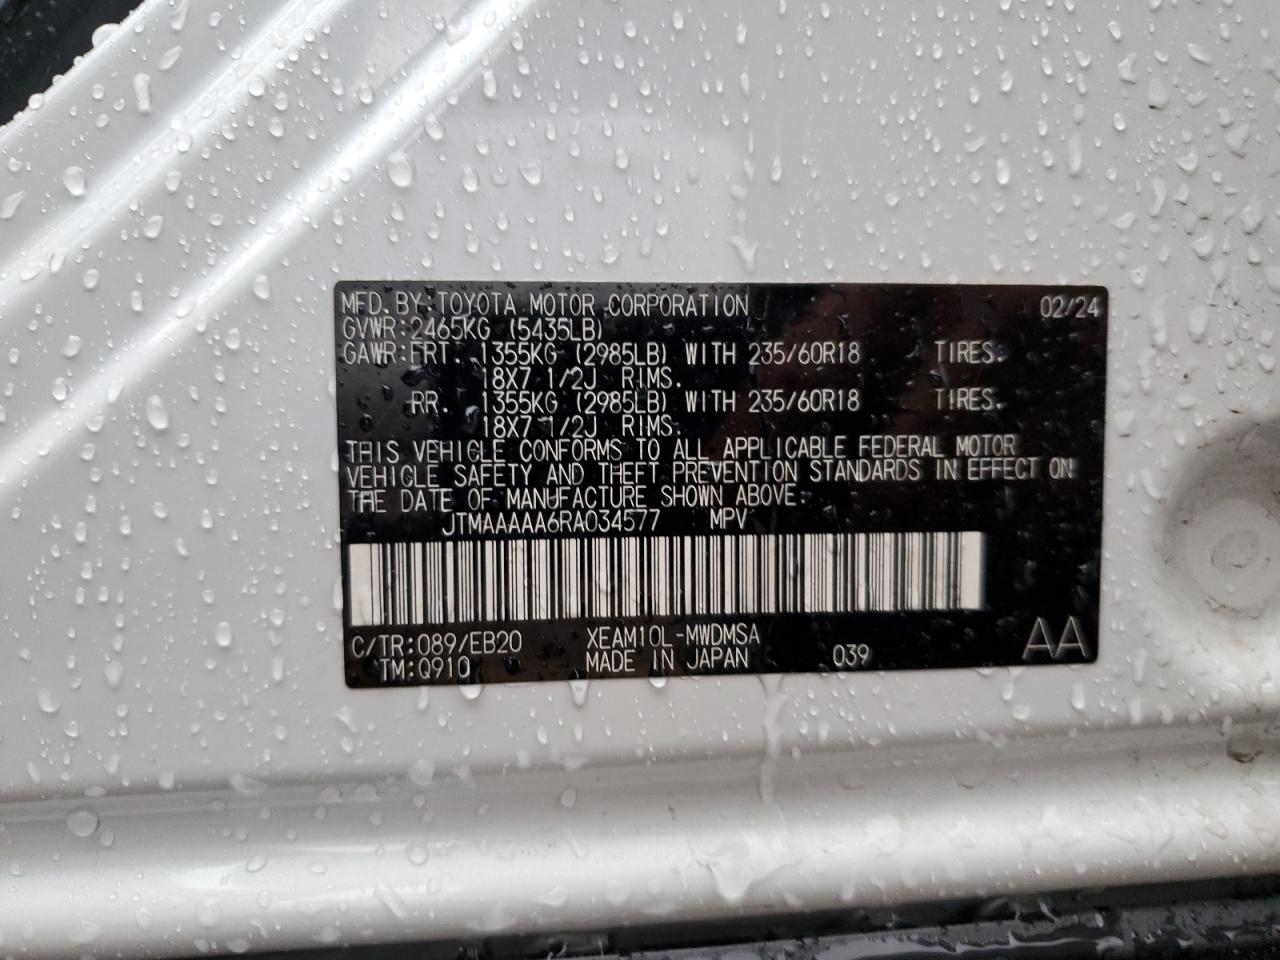 MFD.BY:TOYOTA MOTOR CORPORATION 02/24
GVWR:2465KG (5435LB)
GAWR:FRT. 1355KG (2985LB) WITH 235/60R18 TIRES.
18X7 1/2J RIMS.
RR. 1355KG (2985LB) WITH 235/60R18 TIRES.
18X7 1/2J RIMS.
THIS VEHICLE CONFORMS TO ALL APPLICABLE FEDERAL MOTOR
VEHICLE SAFETY AND THEFT PREVENTION STANDARDS IN EFFECT ON
THE DATE OF MANUFACTURE SHOWN ABOVE.
JTMAAAAA6RA034577 MPV
C/TR:089/EB20 XEAM10L-MWDMSA
TM:Q910 MADE IN JAPAN 039 AA